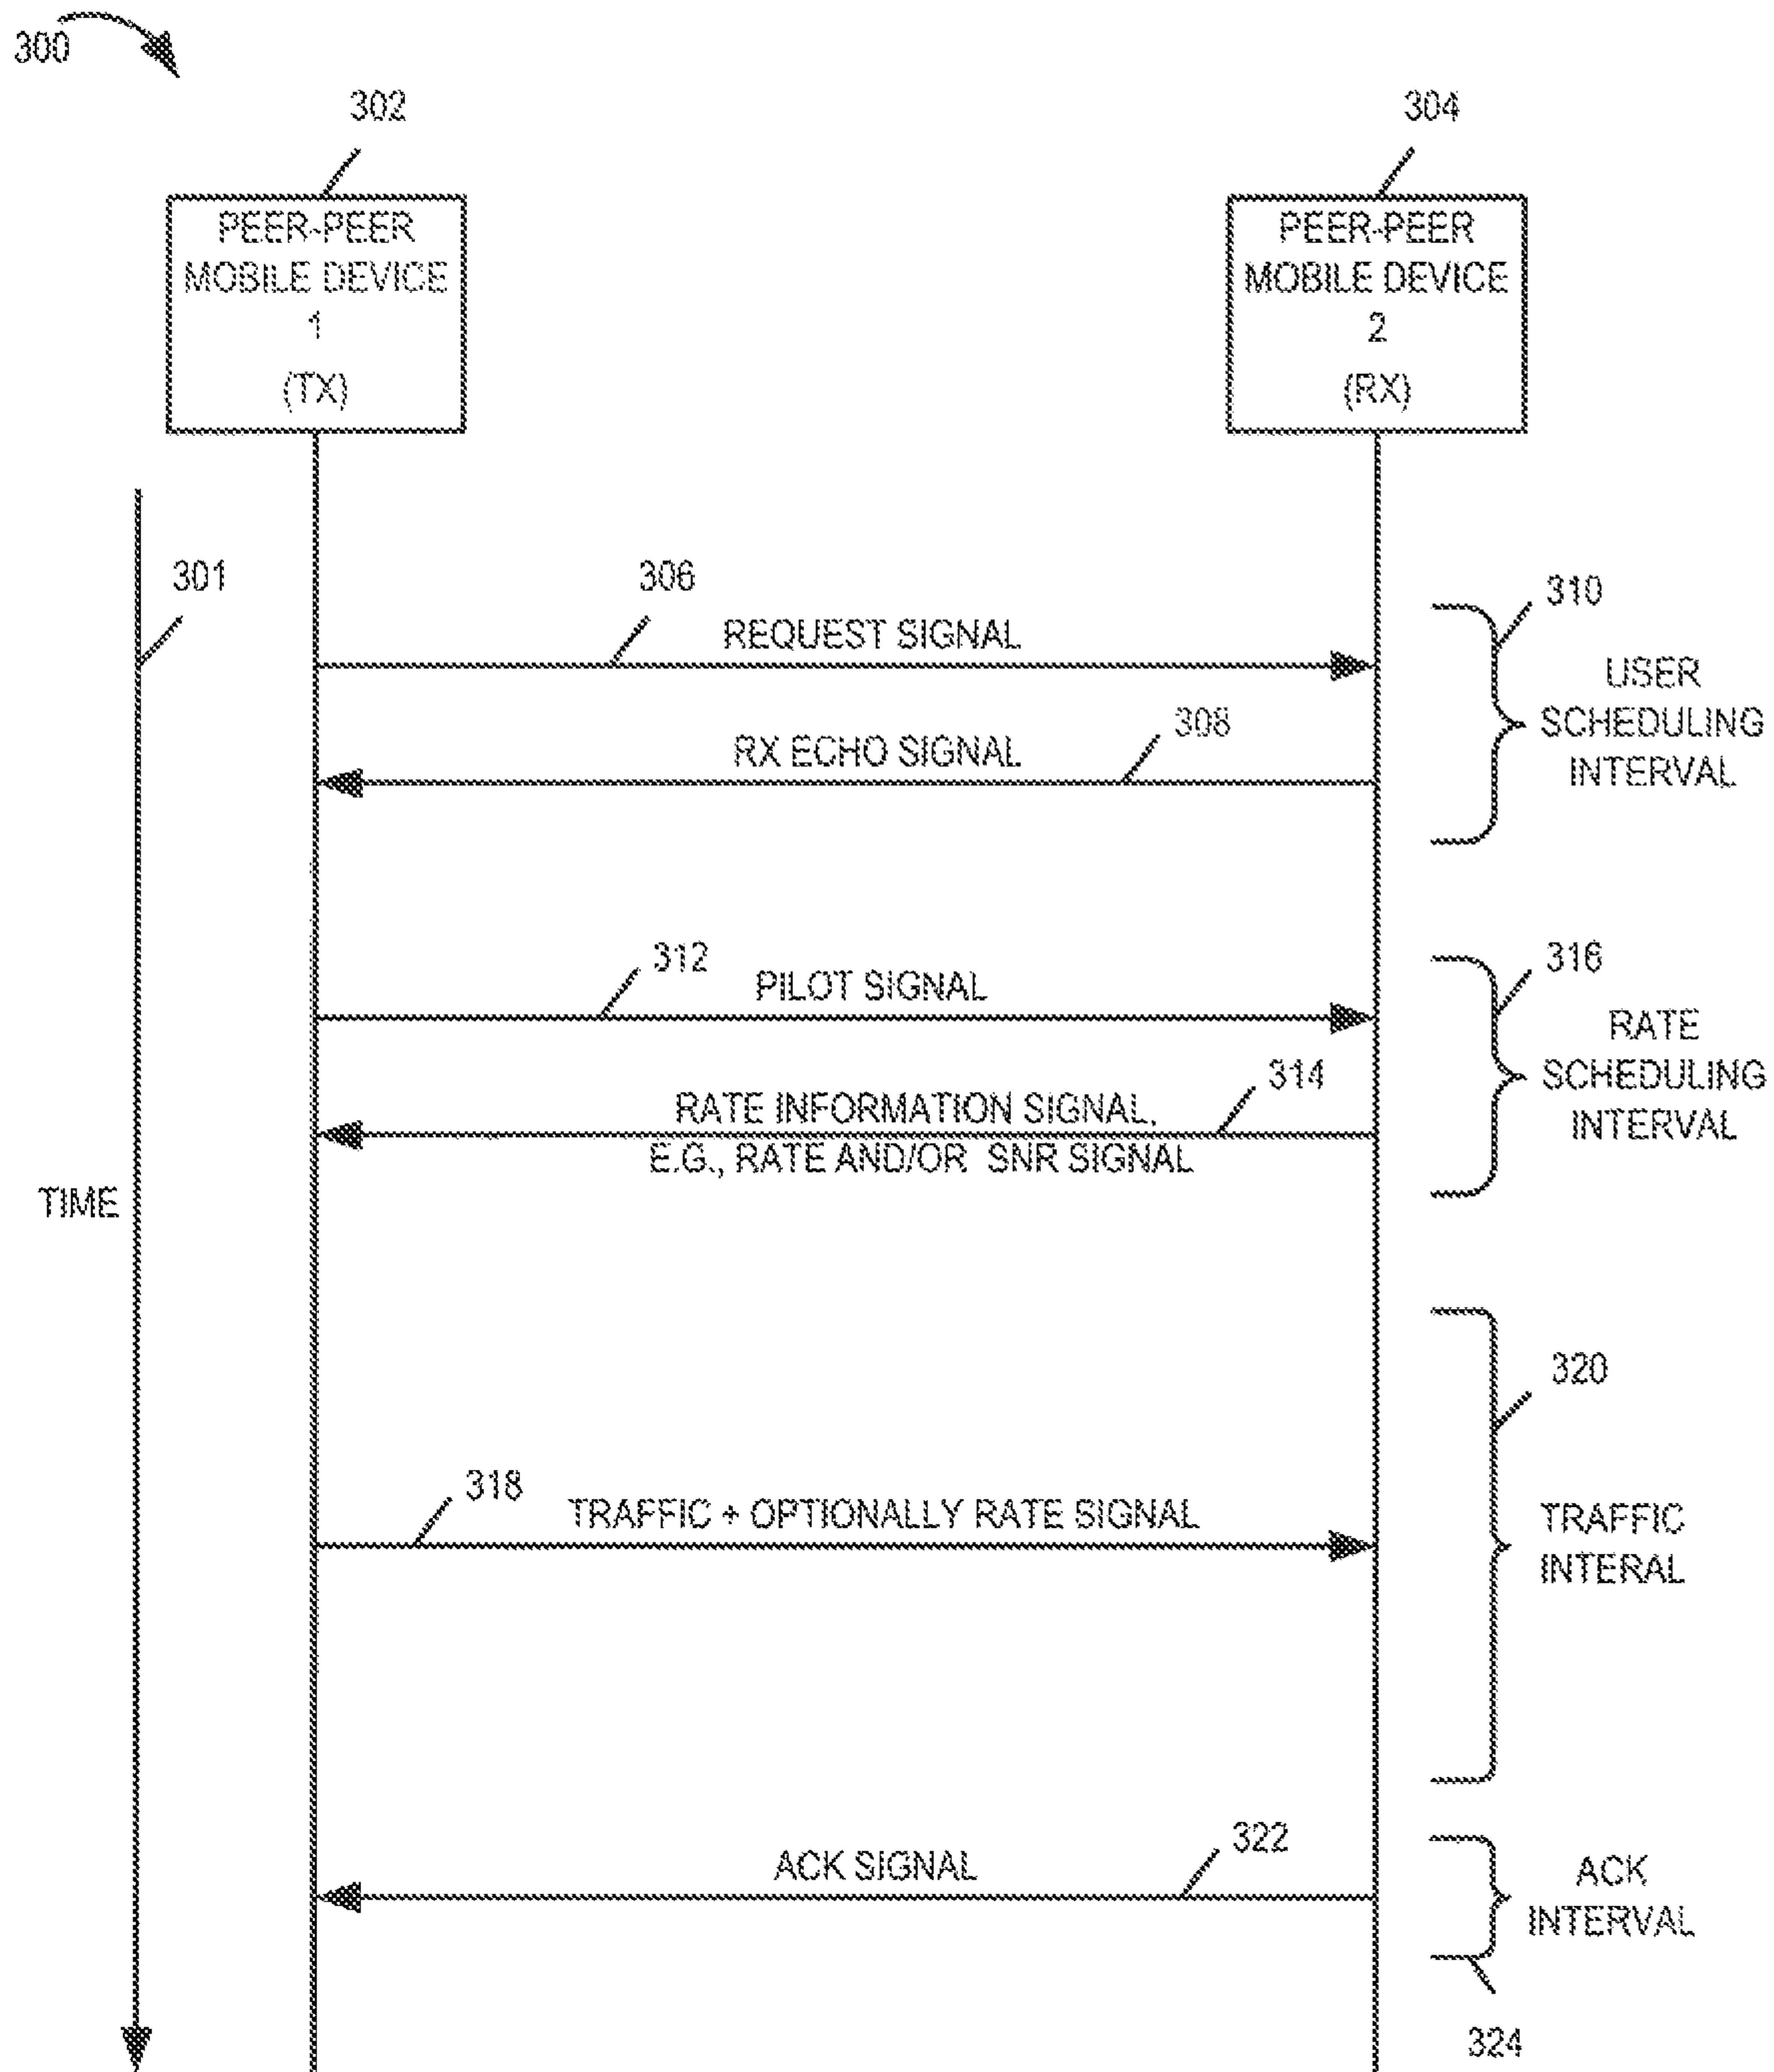 300
302
304
PEER-PEER
MOBILE DEVICE
1
(TX)
PEER-PEER
MOBILE DEVICE
2
(RX)
301
306
REQUEST SIGNAL
310
USER
SCHEDULING
INTERVAL
308
RX ECHO SIGNAL
312
PILOT SIGNAL
316
RATE
SCHEDULING
INTERVAL
314
RATE INFORMATION SIGNAL,
E.G., RATE AND/OR SNR SIGNAL
TIME
320
318
TRAFFIC + OPTIONALLY RATE SIGNAL
TRAFFIC
INTERAL
322
ACK SIGNAL
ACK
INTERVAL
324